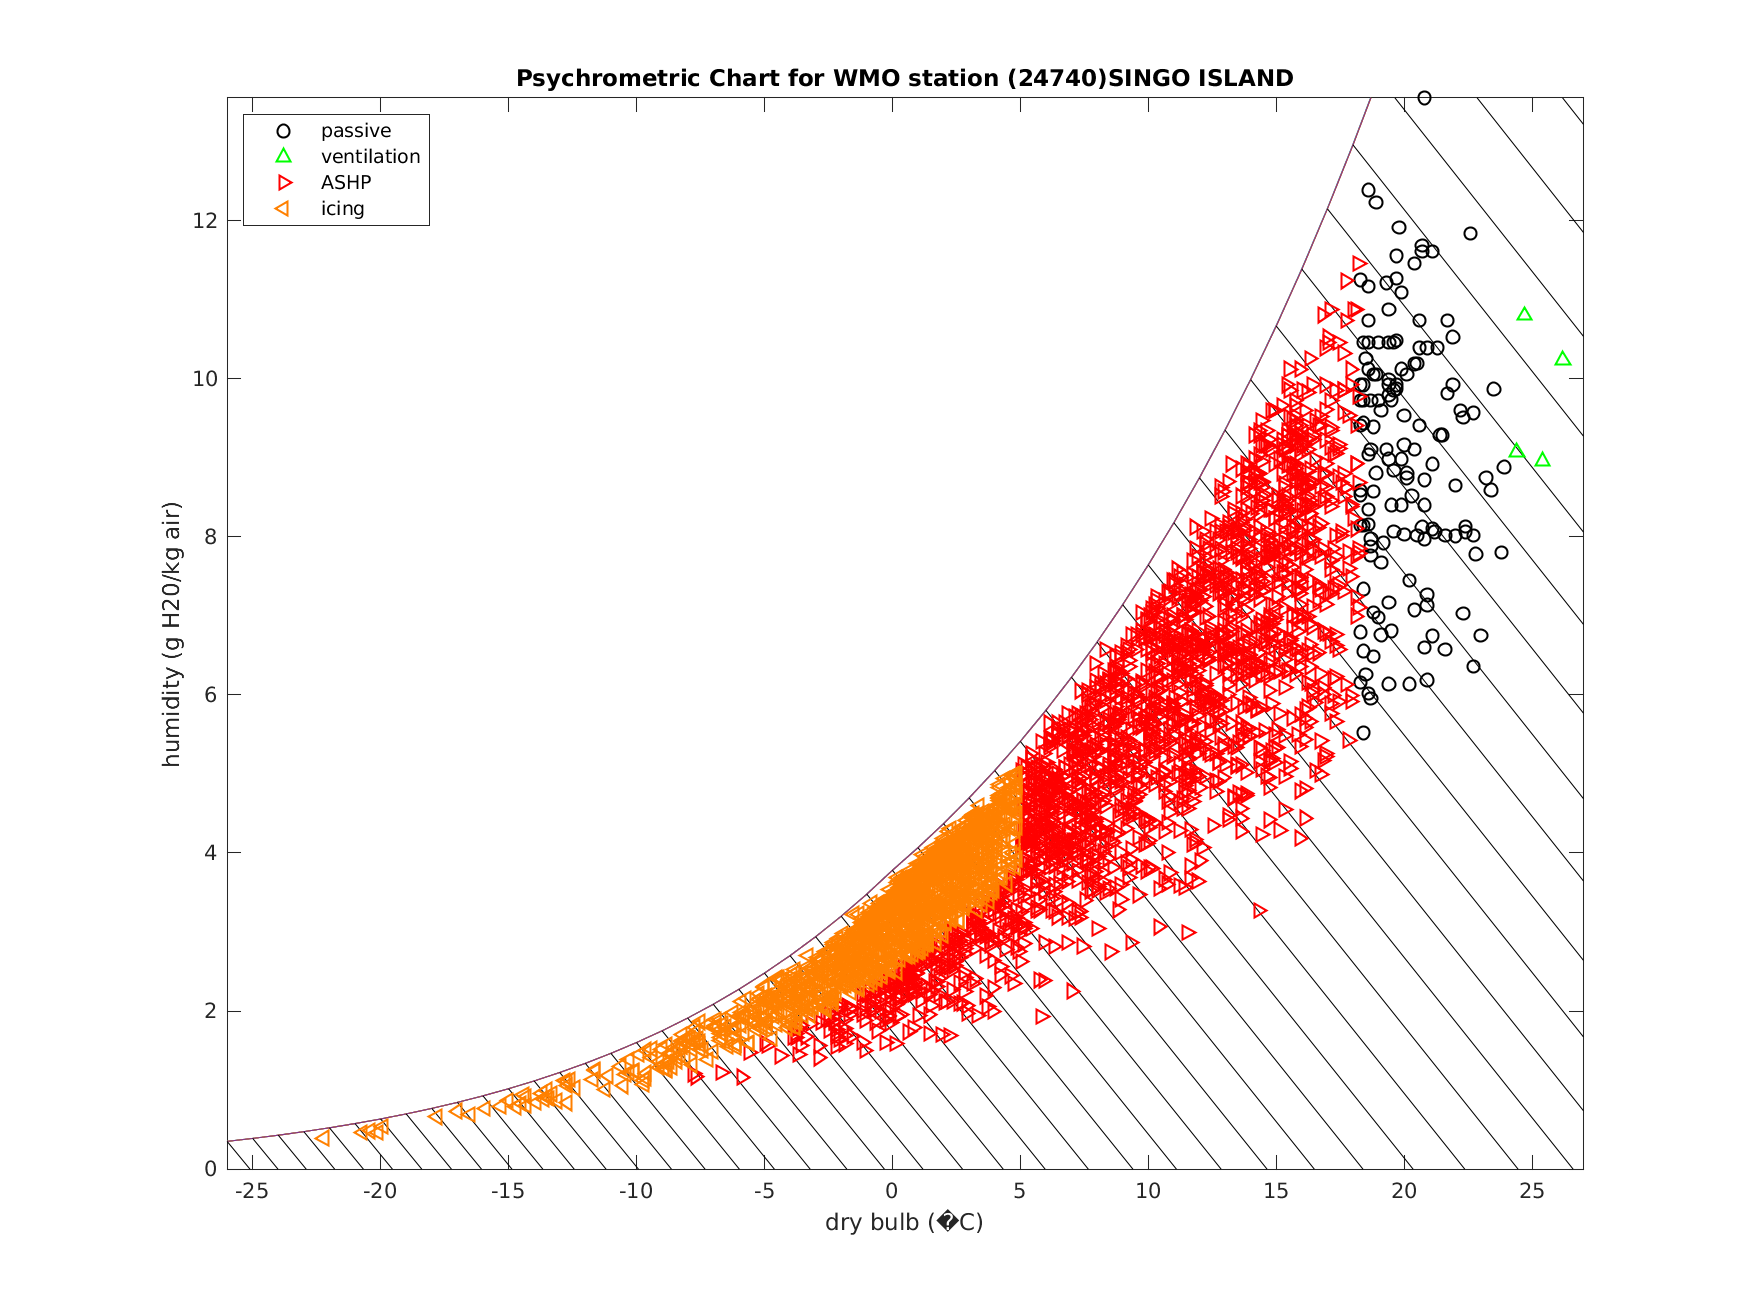 Psychrometric Chart for WMO station (24740)SINGO ISLAND
passive
ventilation
ASHP
icing
12
10
8
6
4
2
0
humidity (g H20/kg air)
-25 -20 -15 -10 -5 0 5 10 15 20 25
dry bulb (�C)